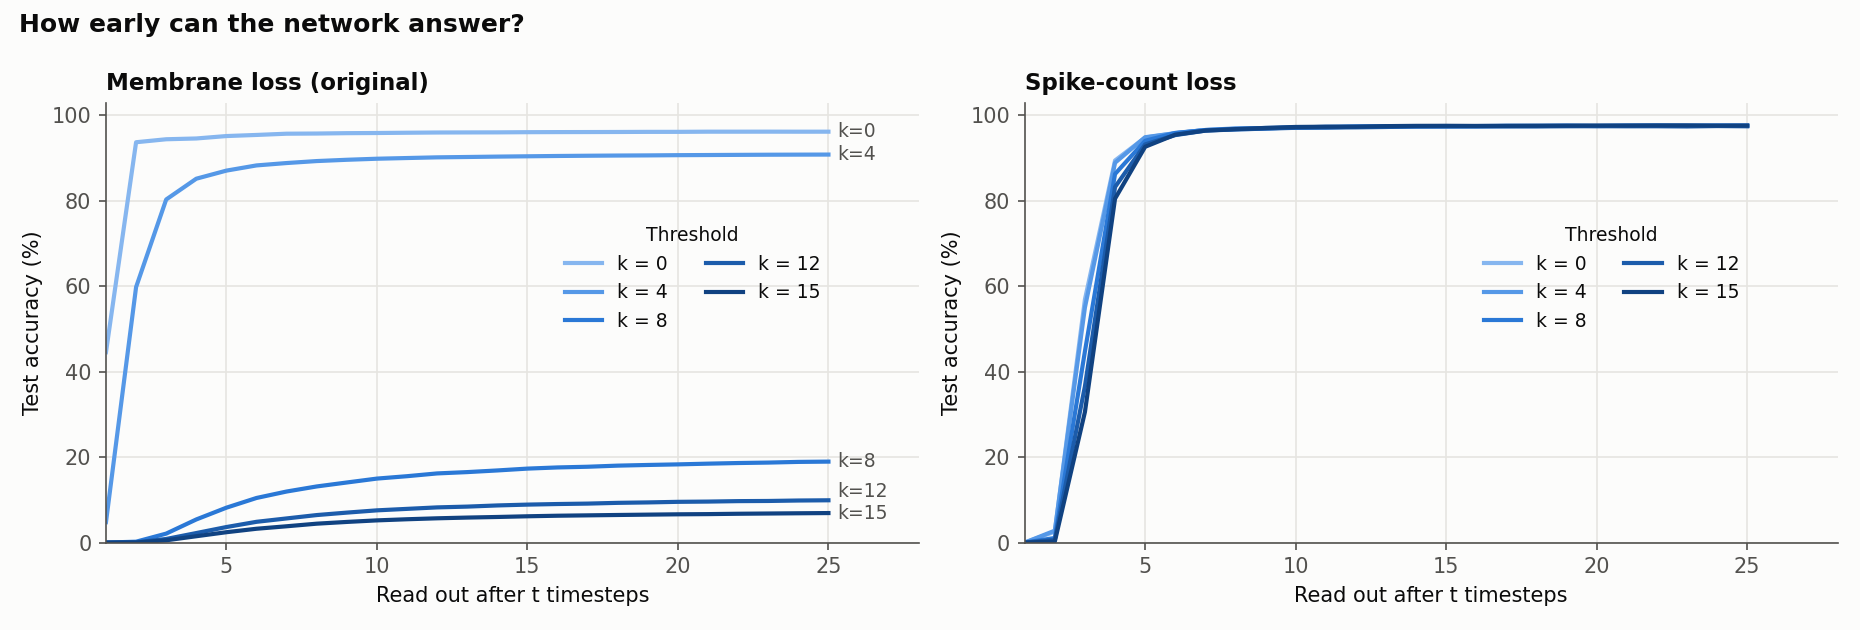 How early can the network answer?
Membrane loss (original)
100
80
60
40
20
0
Test accuracy (%)
5
10
15
20
25
Read out after t timesteps
k=0
k=4
k=8
k=12
k=15
Threshold
k = 0
k = 4
k = 8
k = 12
k = 15
Spike-count loss
100
80
60
40
20
0
Test accuracy (%)
5
10
15
20
25
Read out after t timesteps
Threshold
k = 0
k = 4
k = 8
k = 12
k = 15